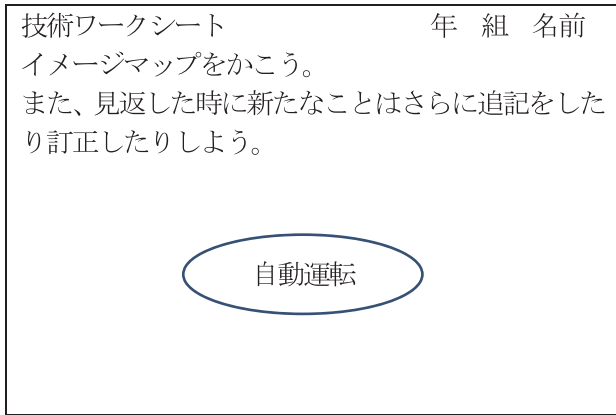 技術ワークシート　　　　　　　年　組　名前
イメージマップをかこう。
また、見返した時に新たなことはさらに追記をした
り訂正したりしよう。
自動運転